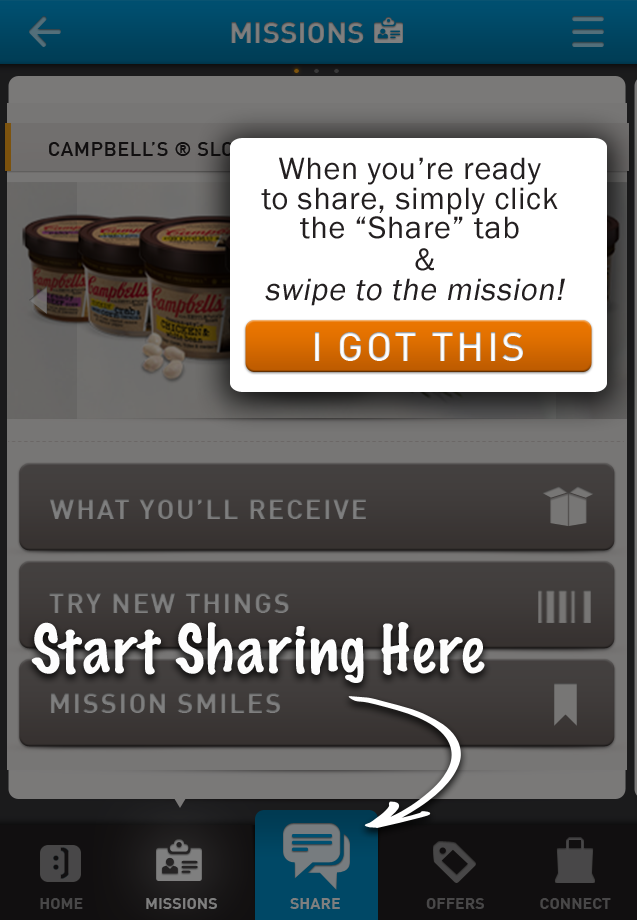 MISSIONS
CAMPBELL'S ® SLO
When you're ready
to share, simply click
the “Share” tab
&
swipe to the mission!
I GOT THIS
Campbell's
Campbell's
Campbell's
CHICKEN &
whole bean
WHAT YOU'LL RECEIVE
TRY NEW THINGS
Start Sharing Here
MISSION SMILES
HOME
MISSIONS
SHARE
OFFERS
CONNECT